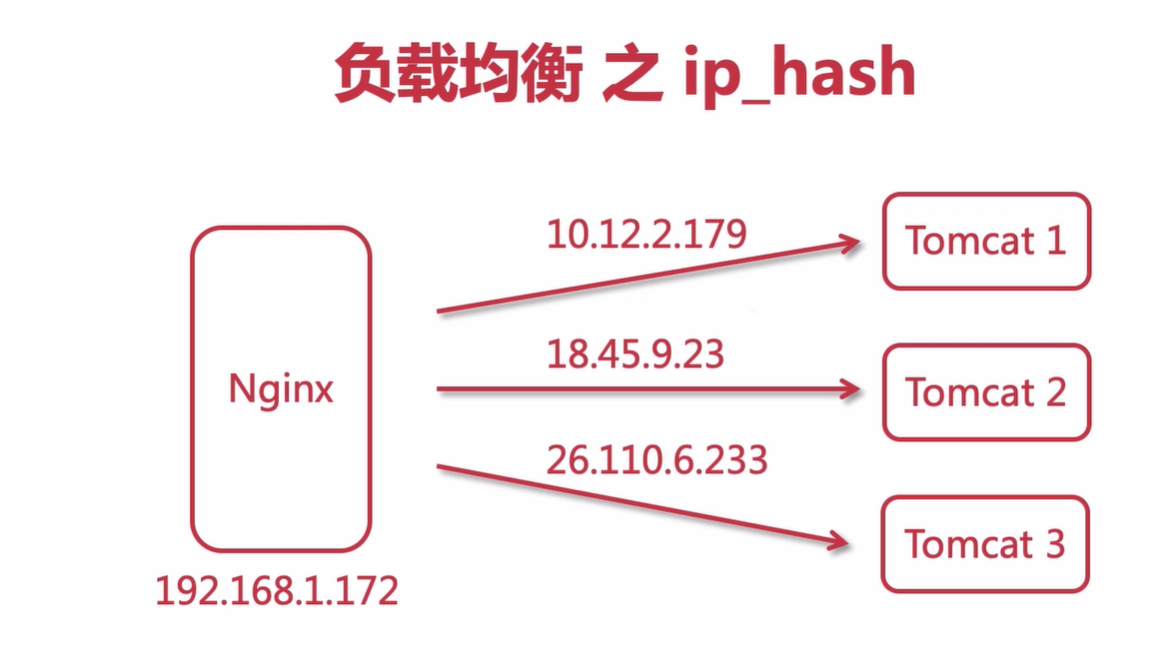 负载均衡 之 ip_hash
10.12.2.179
Tomcat 1
18.45.9.23
Nginx
Tomcat 2
26.110.6.233
Tomcat 3
192.168.1.172